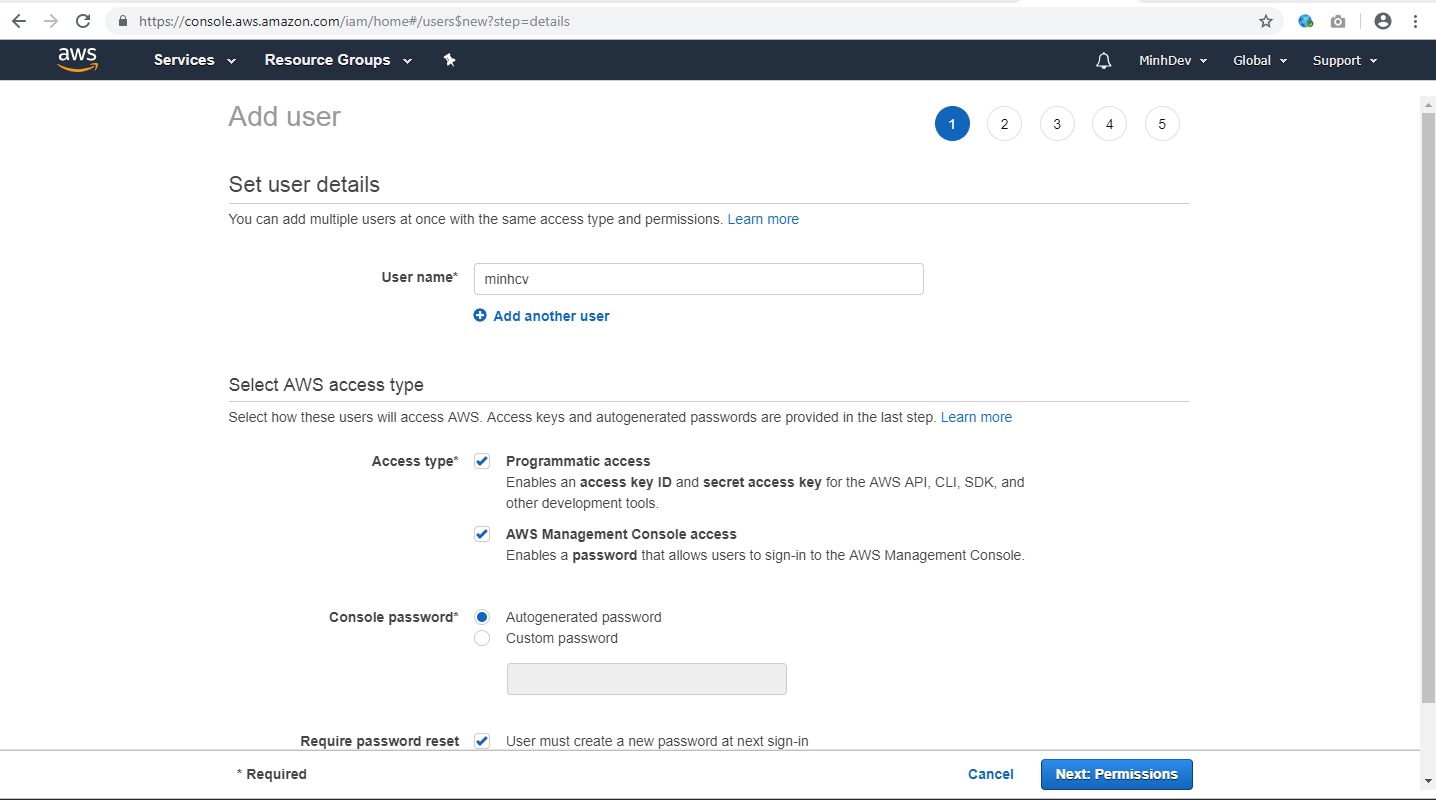 https://console.aws.amazon.com/iam/home#/users$new?step=details
aws Services Resource Groups MinhDev Global Support
Add user 1 2 3 4 5
Set user details
You can add multiple users at once with the same access type and permissions. Learn more
User name* minhcv
Add another user
Select AWS access type
Select how these users will access AWS. Access keys and autogenerated passwords are provided in the last step. Learn more
Access type* Programmatic access
Enables an access key ID and secret access key for the AWS API, CLI, SDK, and
other development tools.
AWS Management Console access
Enables a password that allows users to sign-in to the AWS Management Console.
Console password* Autogenerated password
Custom password
Require password reset User must create a new password at next sign-in
* Required Cancel Next: Permissions